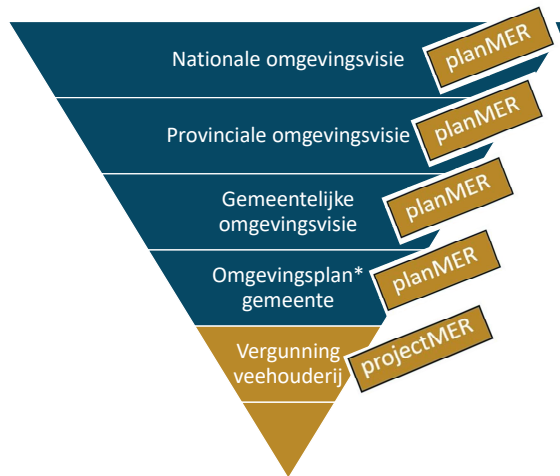 Nationale omgevingsvisie
planMER
Provinciale omgevingsvisie
planMER
Gemeentelijke
omgevingsvisie
planMER
Omgevingsplan*
gemeente
planMER
Vergunning
veehouderij
projectMER